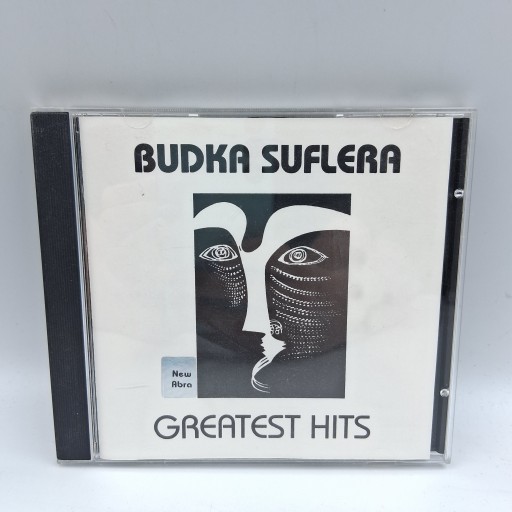 BUDKA SUFLERA
New
Abra
GREATEST HITS